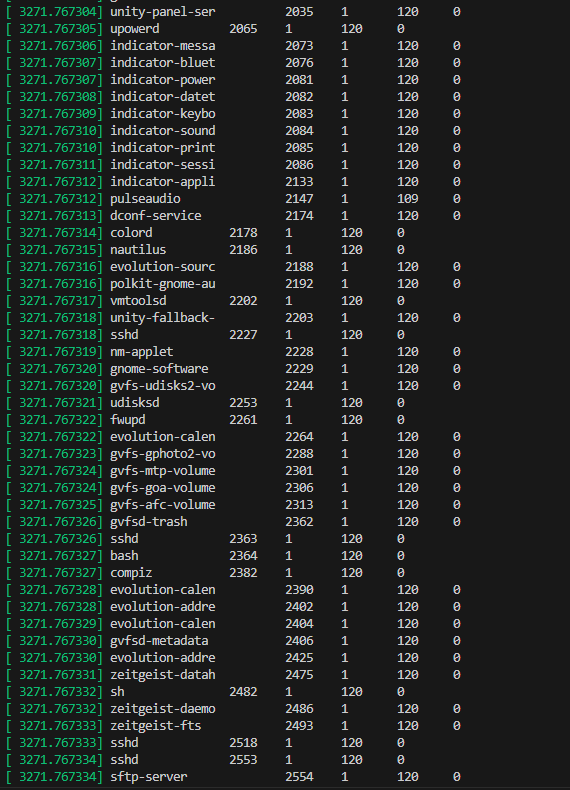 [ 3271.767304] unity-panel-ser 2035 1 120 0
[ 3271.767305] upowerd 2065 1 120 0
[ 3271.767306] indicator-messa 2073 1 120 0
[ 3271.767307] indicator-bluet 2076 1 120 0
[ 3271.767307] indicator-power 2081 1 120 0
[ 3271.767308] indicator-datet 2082 1 120 0
[ 3271.767309] indicator-keybo 2083 1 120 0
[ 3271.767310] indicator-sound 2084 1 120 0
[ 3271.767310] indicator-print 2085 1 120 0
[ 3271.767311] indicator-sessi 2086 1 120 0
[ 3271.767312] indicator-appli 2133 1 120 0
[ 3271.767312] pulseaudio 2147 1 109 0
[ 3271.767313] dconf-service 2174 1 120 0
[ 3271.767314] colord 2178 1 120 0
[ 3271.767315] nautilus 2186 1 120 0
[ 3271.767316] evolution-sourc 2188 1 120 0
[ 3271.767316] polkit-gnome-au 2192 1 120 0
[ 3271.767317] vmtoolsd 2202 1 120 0
[ 3271.767318] unity-fallback- 2203 1 120 0
[ 3271.767318] sshd 2227 1 120 0
[ 3271.767319] nm-applet 2228 1 120 0
[ 3271.767320] gnome-software 2229 1 120 0
[ 3271.767320] gvfs-udisks2-vo 2244 1 120 0
[ 3271.767321] udisksd 2253 1 120 0
[ 3271.767322] fwupd 2261 1 120 0
[ 3271.767322] evolution-calen 2264 1 120 0
[ 3271.767323] gvfs-gphoto2-vo 2288 1 120 0
[ 3271.767324] gvfs-mtp-volume 2301 1 120 0
[ 3271.767324] gvfs-goa-volume 2306 1 120 0
[ 3271.767325] gvfs-afc-volume 2313 1 120 0
[ 3271.767326] gvfsd-trash 2362 1 120 0
[ 3271.767326] sshd 2363 1 120 0
[ 3271.767327] bash 2364 1 120 0
[ 3271.767327] compiz 2382 1 120 0
[ 3271.767328] evolution-calen 2390 1 120 0
[ 3271.767328] evolution-addre 2402 1 120 0
[ 3271.767329] evolution-calen 2404 1 120 0
[ 3271.767330] gvfsd-metadata 2406 1 120 0
[ 3271.767330] evolution-addre 2425 1 120 0
[ 3271.767331] zeitgeist-datah 2475 1 120 0
[ 3271.767332] sh 2482 1 120 0
[ 3271.767332] zeitgeist-daemo 2486 1 120 0
[ 3271.767333] zeitgeist-fts 2493 1 120 0
[ 3271.767333] sshd 2518 1 120 0
[ 3271.767334] sshd 2553 1 120 0
[ 3271.767334] sftp-server 2554 1 120 0